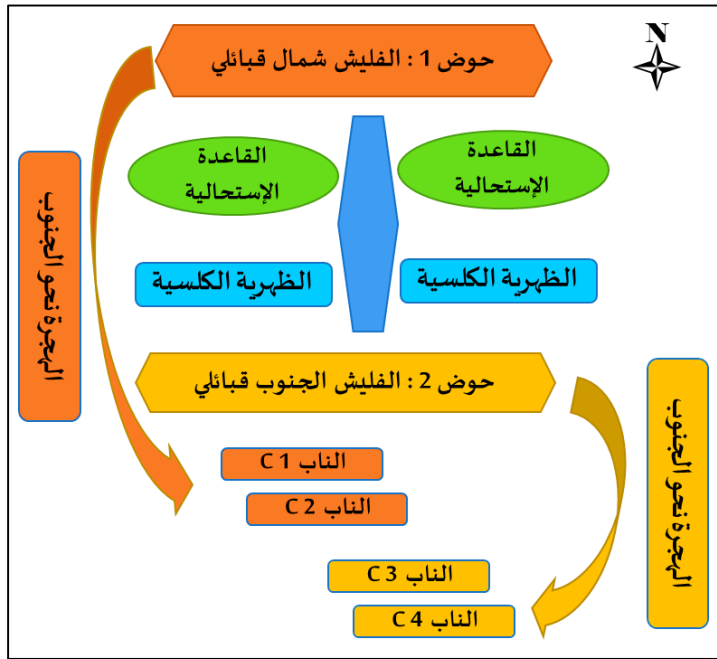 حوض 1 : الفليش شمال قبائلي
N
القاعدة
الإستحالية
القاعدة
الإستحالية
الهجرة نحو الجنوب
الظهرية الكلسية
الظهرية الكلسية
حوض 2 : الفليش الجنوب قبائلي
الهجرة نحو الجنوب
الناب C 1
الناب C 2
الناب C 3
الناب C 4